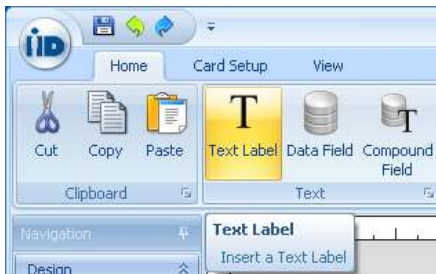 iID
Home Card Setup View
Cut Copy Paste Text Label Data Field Compound
Field
Clipboard Text
Navigation
Text Label
Insert a Text Label
Design